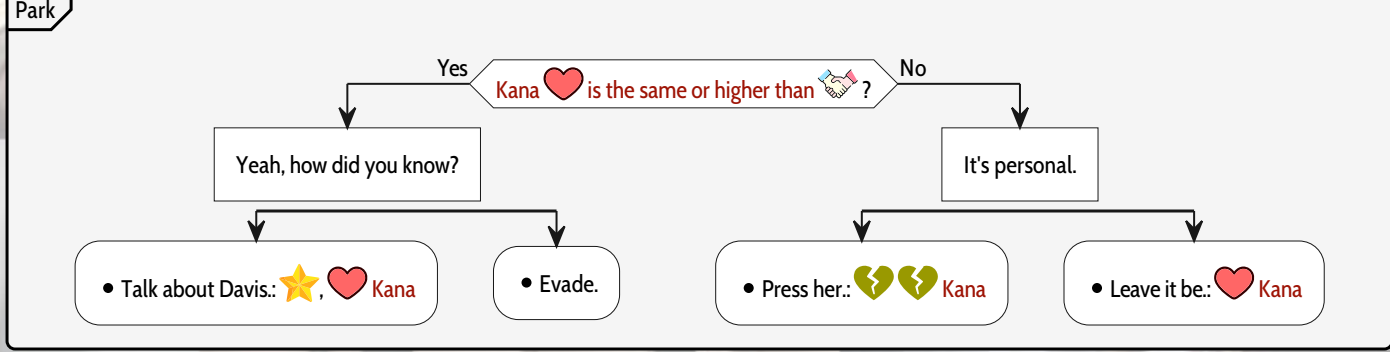 Park
Yes
Kana is the same or higher than ?
No
Yeah, how did you know?
It's personal.
• Talk about Davis.: , Kana
• Evade.
• Press her.: Kana
• Leave it be.: Kana